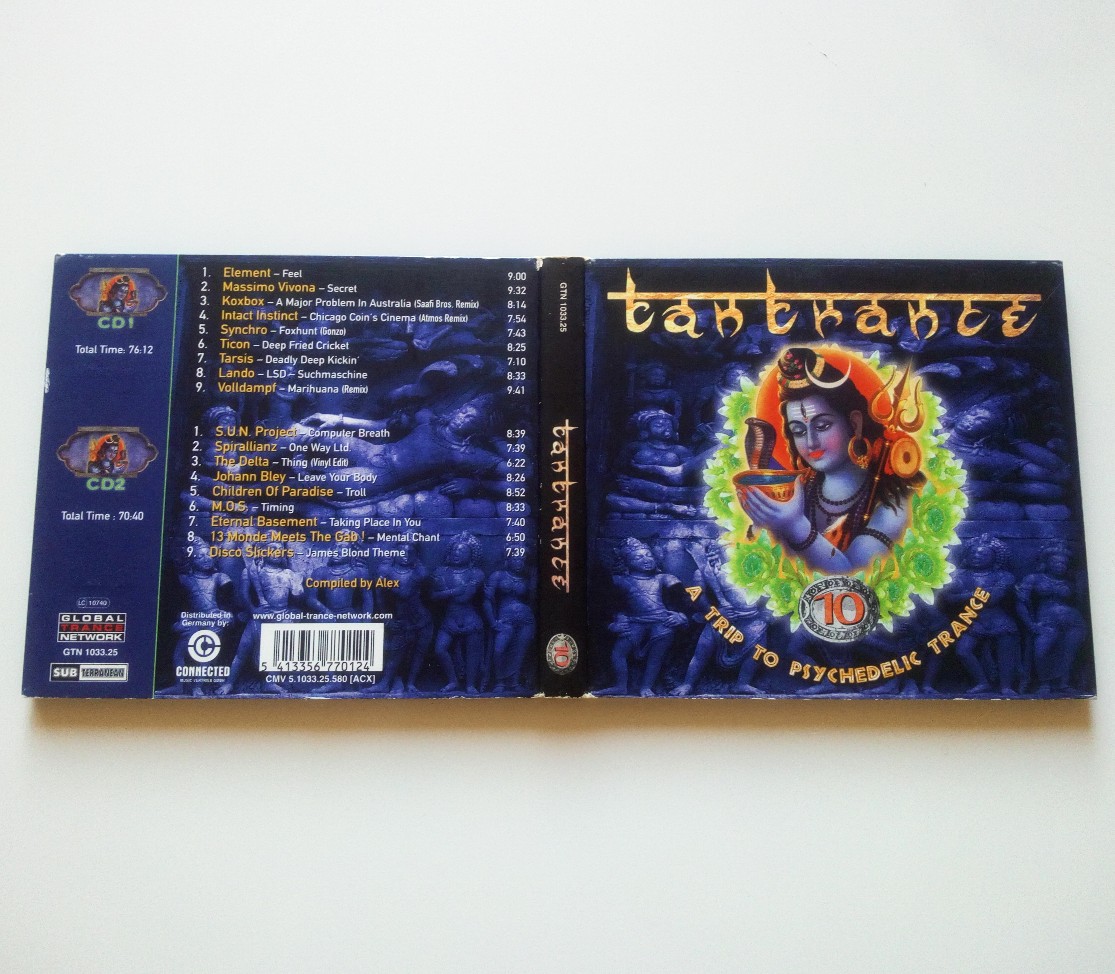 CD1
Total Time: 76:12
1. Element – Feel 9:00
2. Massimo Vivona – Secret 9:32
3. Koxbox – A Major Problem In Australia (Saafi Bros. Remix) 8:14
4. Intact Instinct – Chicago Coin's Cinema (Atmos Remix) 7:54
5. Synchro – Foxhunt (Gonzo) 7:43
6. Ticon – Deep Fried Cricket 8:25
7. Tarsis – Deadly Deep Kickin' 7:10
8. Lando – LSD – Suchmaschine 8:33
9. Volldampf – Marihuana (Remix) 9:41
CD2
Total Time : 70:40
1. S.U.N. Project – Computer Breath 8:39
2. Spirallianz – One Way Ltd. 7:39
3. The Delta – Thing (Vinyl Edit) 6:22
4. Johann Bley – Leave Your Body 8:26
5. Children Of Paradise – Troll 8:52
6. M.O.S. – Timing 8:33
7. Eternal Basement – Taking Place In You 7:40
8. 13 Monde Meets The Gab ! – Mental Chant 6:50
9. Disco Slickers – James Blond Theme 7:39
Compiled by Alex
LC 10740
GLOBAL
TRANCE
NETWORK
GTN 1033.25
SUB TERRANEAN
Distributed in
Germany by:
CONNECTED
www.global-trance-network.com
5 413356 770124
CMV 5.1033.25.580 [ACX]
GTN 1033.25
tantrance
10
tantrance
10
A TRIP TO PSYCHEDELIC TRANCE